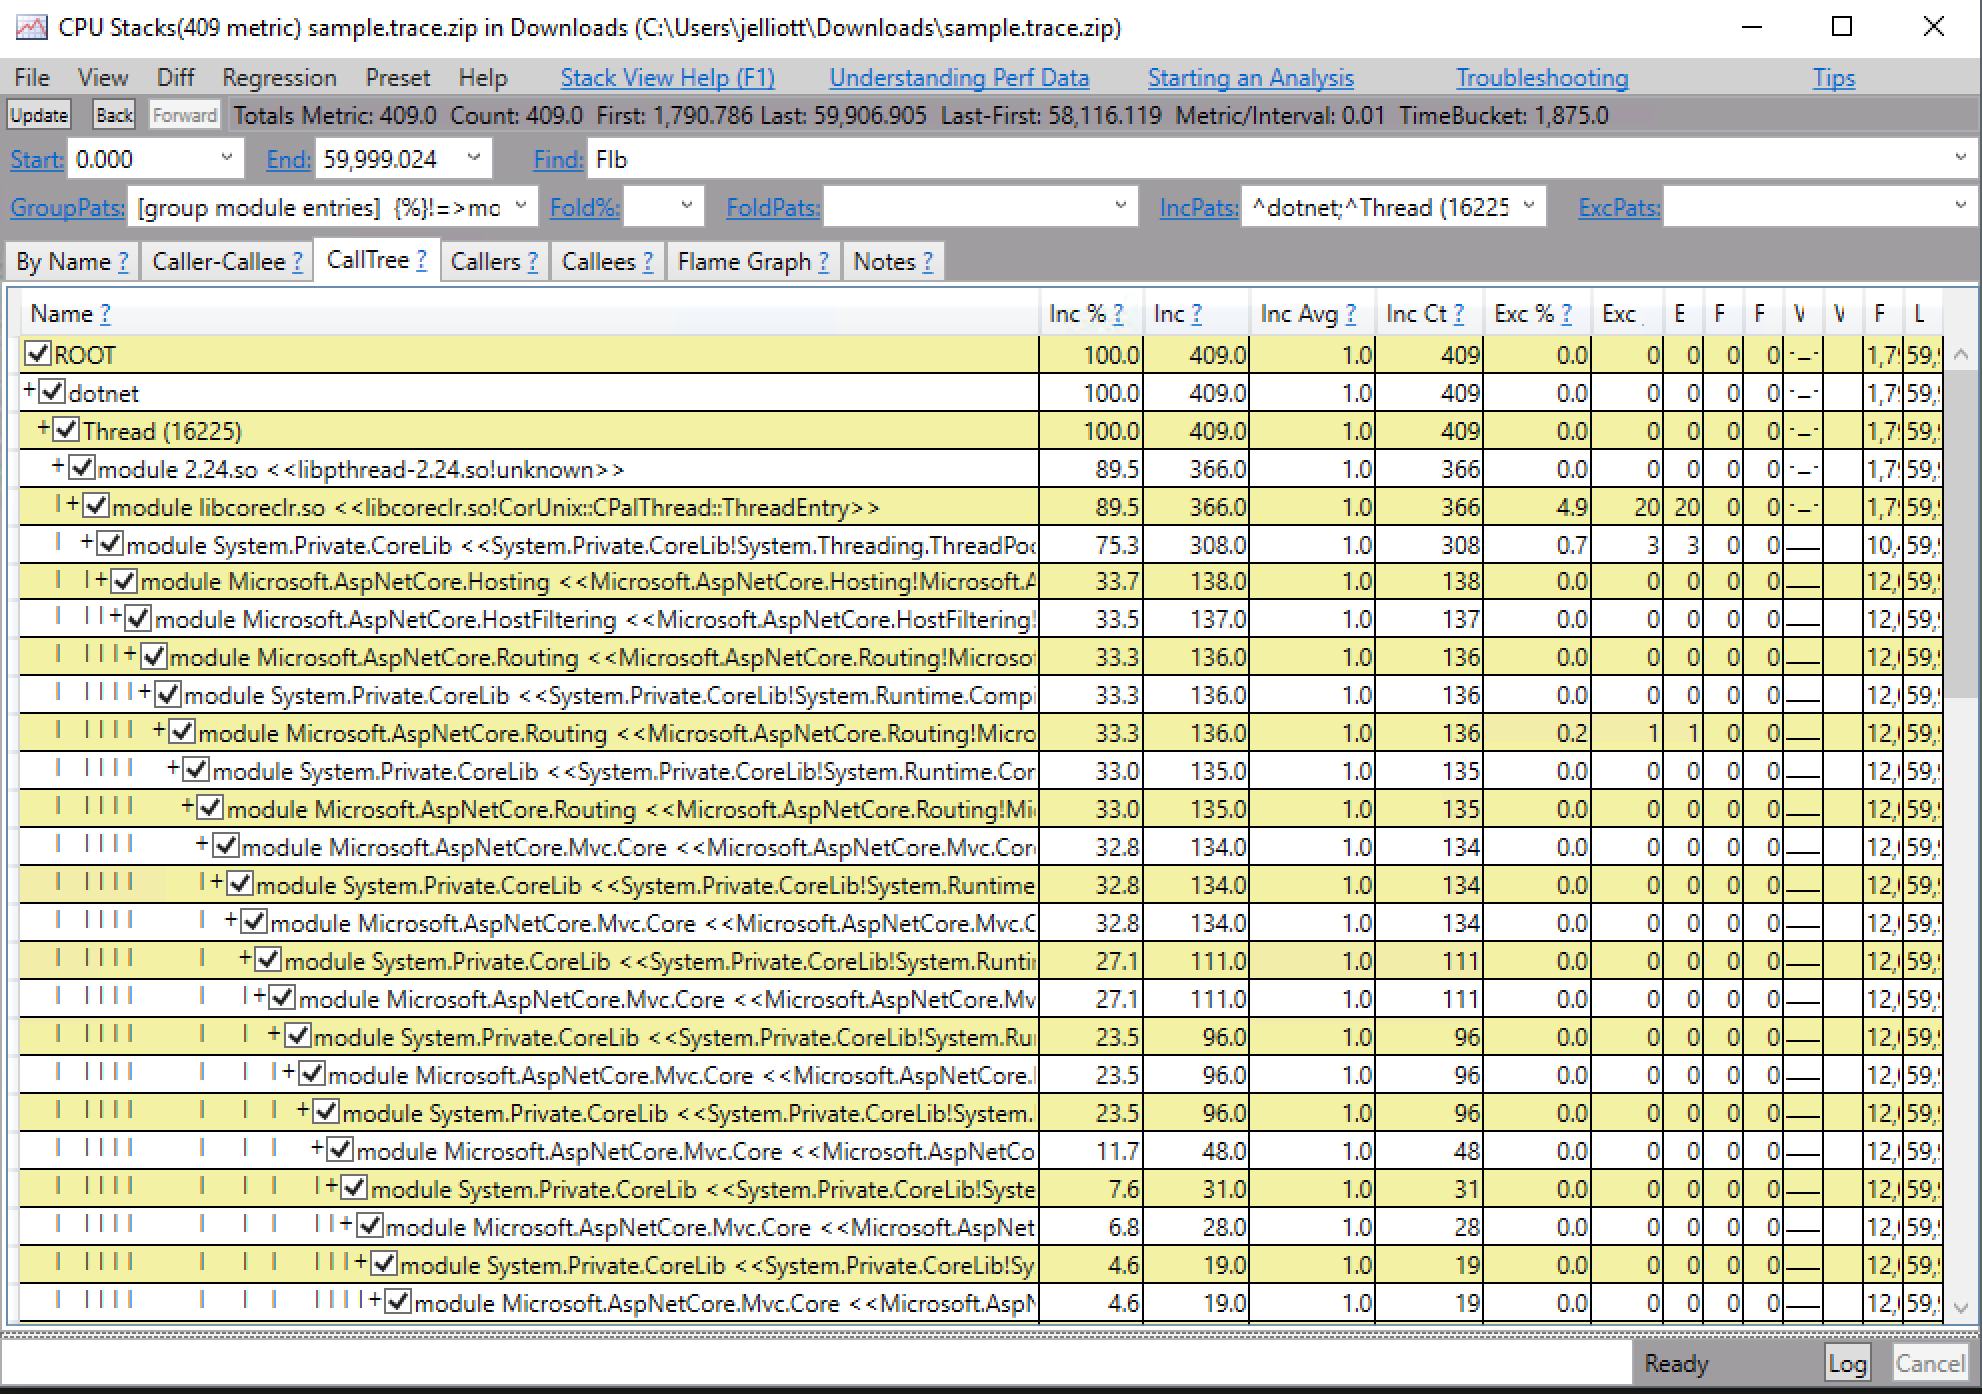 CPU Stacks(409 metric) sample.trace.zip in Downloads (C:\Users\jelliott\Downloads\sample.trace.zip)
File View Diff Regression Preset Help Stack View Help (F1) Understanding Perf Data Starting an Analysis Troubleshooting Tips
Update Back Forward Totals Metric: 409.0 Count: 409.0 First: 1,790.786 Last: 59,906.905 Last-First: 58,116.119 Metric/Interval: 0.01 TimeBucket: 1,875.0
Start: 0.000 End: 59,999.024 Find: FIb
GroupPats: [group module entries] {%}!=>mo Fold%: FoldPats: IncPats: ^dotnet;^Thread (16225 ExcPats:
By Name ? Caller-Callee ? CallTree ? Callers ? Callees ? Flame Graph ? Notes ?
Name ? Inc % ? Inc ? Inc Avg ? Inc Ct ? Exc % ? Exc E F F V V F L
ROOT 100.0 409.0 1.0 409 0.0 0 0 0 0 1,7 59,
+ dotnet 100.0 409.0 1.0 409 0.0 0 0 0 0 1,7 59,
+ Thread (16225) 100.0 409.0 1.0 409 0.0 0 0 0 0 1,7 59,
+ module 2.24.so <<libpthread-2.24.so!unknown>> 89.5 366.0 1.0 366 0.0 0 0 0 0 1,7 59,
|+ module libcoreclr.so <<libcoreclr.so!CorUnix::CPalThread::ThreadEntry>> 89.5 366.0 1.0 366 4.9 20 20 0 0 1,7 59,
| + module System.Private.CoreLib <<System.Private.CoreLib!System.Threading.ThreadPoo 75.3 308.0 1.0 308 0.7 3 3 0 0 10, 59,
| |+ module Microsoft.AspNetCore.Hosting <<Microsoft.AspNetCore.Hosting!Microsoft.A 33.7 138.0 1.0 138 0.0 0 0 0 0 12, 59,
| ||+ module Microsoft.AspNetCore.HostFiltering <<Microsoft.AspNetCore.HostFiltering! 33.5 137.0 1.0 137 0.0 0 0 0 0 12, 59,
| |||+ module Microsoft.AspNetCore.Routing <<Microsoft.AspNetCore.Routing!Microsof 33.3 136.0 1.0 136 0.0 0 0 0 0 12, 59,
| ||||+ module System.Private.CoreLib <<System.Private.CoreLib!System.Runtime.Compi 33.3 136.0 1.0 136 0.0 0 0 0 0 12, 59,
| |||| + module Microsoft.AspNetCore.Routing <<Microsoft.AspNetCore.Routing!Micro 33.3 136.0 1.0 136 0.2 1 1 0 0 12, 59,
| |||| + module System.Private.CoreLib <<System.Private.CoreLib!System.Runtime.Cor 33.0 135.0 1.0 135 0.0 0 0 0 0 12, 59,
| |||| + module Microsoft.AspNetCore.Routing <<Microsoft.AspNetCore.Routing!Mi 33.0 135.0 1.0 135 0.0 0 0 0 0 12, 59,
| |||| + module Microsoft.AspNetCore.Mvc.Core <<Microsoft.AspNetCore.Mvc.Cor 32.8 134.0 1.0 134 0.0 0 0 0 0 12, 59,
| |||| |+ module System.Private.CoreLib <<System.Private.CoreLib!System.Runtime 32.8 134.0 1.0 134 0.0 0 0 0 0 12, 59,
| |||| | + module Microsoft.AspNetCore.Mvc.Core <<Microsoft.AspNetCore.Mvc.C 32.8 134.0 1.0 134 0.0 0 0 0 0 12, 59,
| |||| | + module System.Private.CoreLib <<System.Private.CoreLib!System.Runti 27.1 111.0 1.0 111 0.0 0 0 0 0 12, 59,
| |||| | |+ module Microsoft.AspNetCore.Mvc.Core <<Microsoft.AspNetCore.Mv 27.1 111.0 1.0 111 0.0 0 0 0 0 12, 59,
| |||| | | + module System.Private.CoreLib <<System.Private.CoreLib!System.Ru 23.5 96.0 1.0 96 0.0 0 0 0 0 12, 59,
| |||| | | |+ module Microsoft.AspNetCore.Mvc.Core <<Microsoft.AspNetCore. 23.5 96.0 1.0 96 0.0 0 0 0 0 12, 59,
| |||| | | | + module System.Private.CoreLib <<System.Private.CoreLib!System. 23.5 96.0 1.0 96 0.0 0 0 0 0 12, 59,
| |||| | | | + module Microsoft.AspNetCore.Mvc.Core <<Microsoft.AspNetCo 11.7 48.0 1.0 48 0.0 0 0 0 0 12, 59,
| |||| | | | |+ module System.Private.CoreLib <<System.Private.CoreLib!Syste 7.6 31.0 1.0 31 0.0 0 0 0 0 12, 59,
| |||| | | | ||+ module Microsoft.AspNetCore.Mvc.Core <<Microsoft.AspNet 6.8 28.0 1.0 28 0.0 0 0 0 0 12, 59,
| |||| | | | |||+ module System.Private.CoreLib <<System.Private.CoreLib!Sy 4.6 19.0 1.0 19 0.0 0 0 0 0 12, 59,
| |||| | | | ||||+ module Microsoft.AspNetCore.Mvc.Core <<Microsoft.AspN 4.6 19.0 1.0 19 0.0 0 0 0 0 12, 59,
Ready Log Cancel